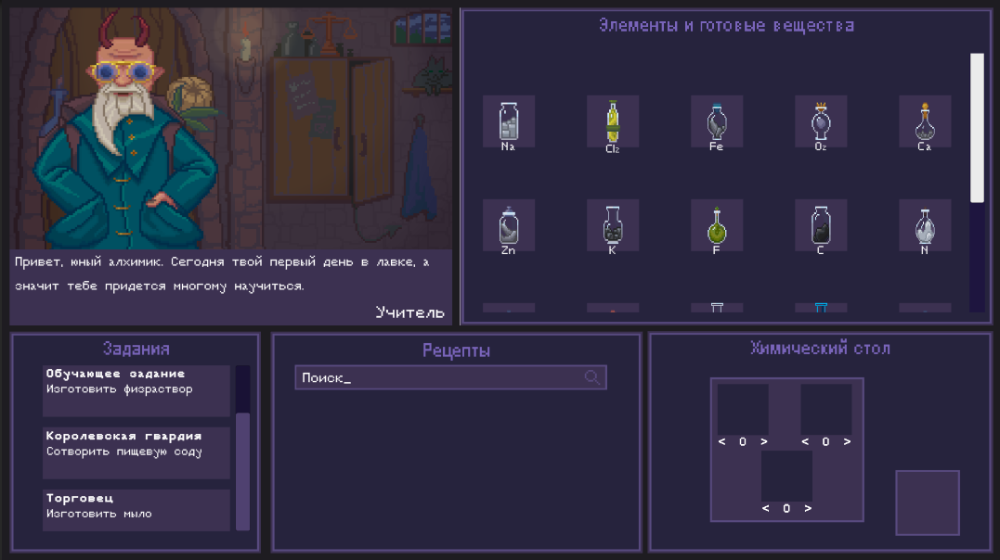 Привет, юный алхимик. Сегодня твой первый день в лавке, а
значит тебе придется многому научиться.
Учитель
Элементы и готовые вещества
Na
Cl₂
Fe
O₂
Ca
Zn
K
F
C
N
Задания
Обучающее задание
Изготовить физраствор
Королевская гвардия
Сотворить пищевую соду
Торговец
Изготовить мыло
Рецепты
Поиск_
Химический стол
< 0 >
< 0 >
< 0 >